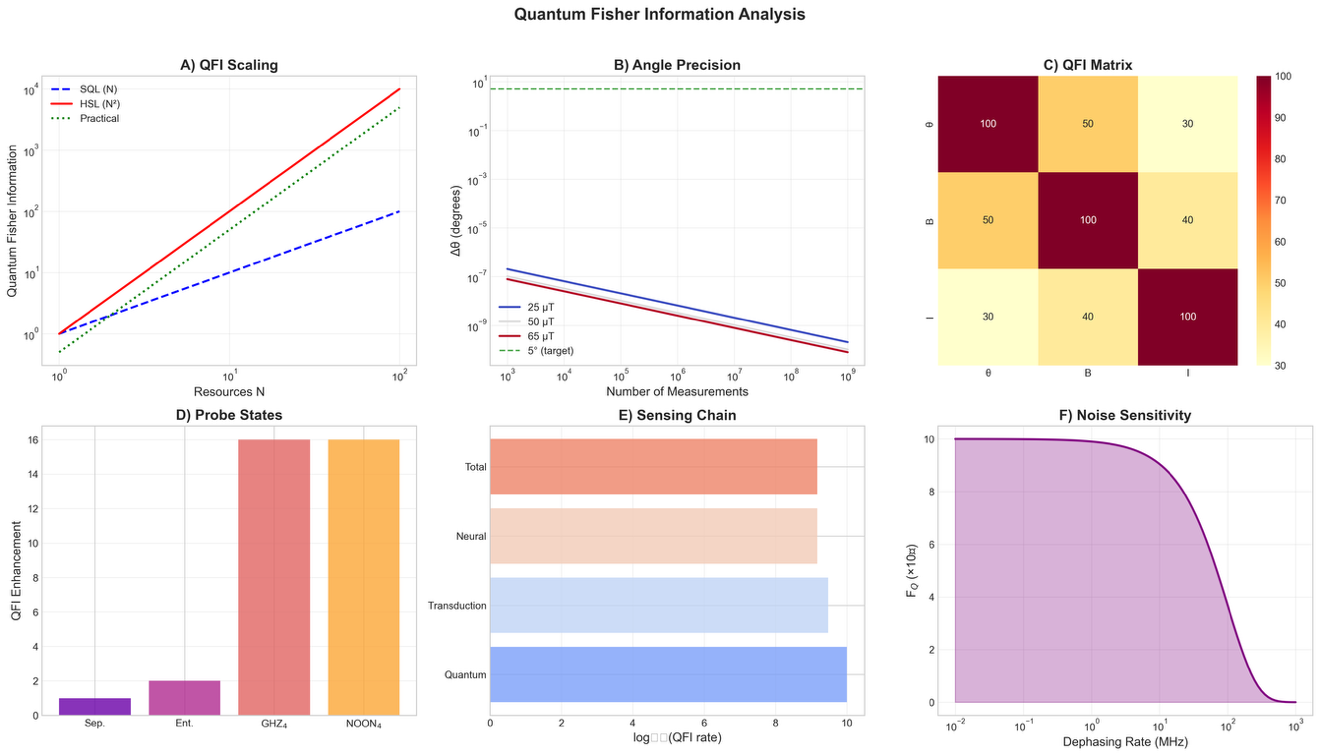 Quantum Fisher Information Analysis
A) QFI Scaling
Quantum Fisher Information
10⁴
10³
10²
10¹
10⁰
SQL (N)
HSL (N²)
Practical
10⁰
10¹
10²
Resources N
B) Angle Precision
Δθ (degrees)
10¹
10⁻¹
10⁻³
10⁻⁵
10⁻⁷
10⁻⁹
25 μT
50 μT
65 μT
5° (target)
10³
10⁴
10⁵
10⁶
10⁷
10⁸
10⁹
Number of Measurements
C) QFI Matrix
θ
B
I
100 50 30
50 100 40
30 40 100
θ B I
100
90
80
70
60
50
40
30
D) Probe States
QFI Enhancement
16
14
12
10
8
6
4
2
0
Sep. Ent. GHZ₄ NOON₄
E) Sensing Chain
Total
Neural
Transduction
Quantum
0 2 4 6 8 10
log□□(QFI rate)
F) Noise Sensitivity
F_Q (×10□)
10
8
6
4
2
0
10⁻² 10⁻¹ 10⁰ 10¹ 10² 10³
Dephasing Rate (MHz)